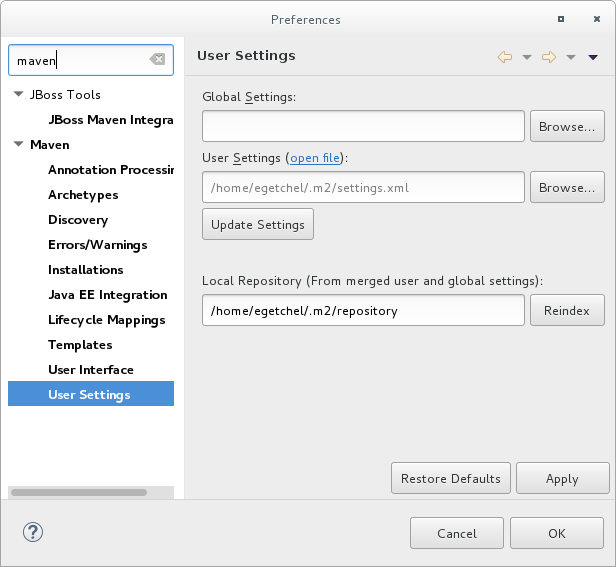 Preferences
maven
JBoss Tools
JBoss Maven Integra
Maven
Annotation Processin
Archetypes
Discovery
Errors/Warnings
Installations
Java EE Integration
Lifecycle Mappings
Templates
User Interface
User Settings
User Settings
Global Settings:
Browse...
User Settings (open file):
/home/egetchel/.m2/settings.xml
Browse...
Update Settings
Local Repository (From merged user and global settings):
/home/egetchel/.m2/repository
Reindex
Restore Defaults
Apply
?
Cancel
OK